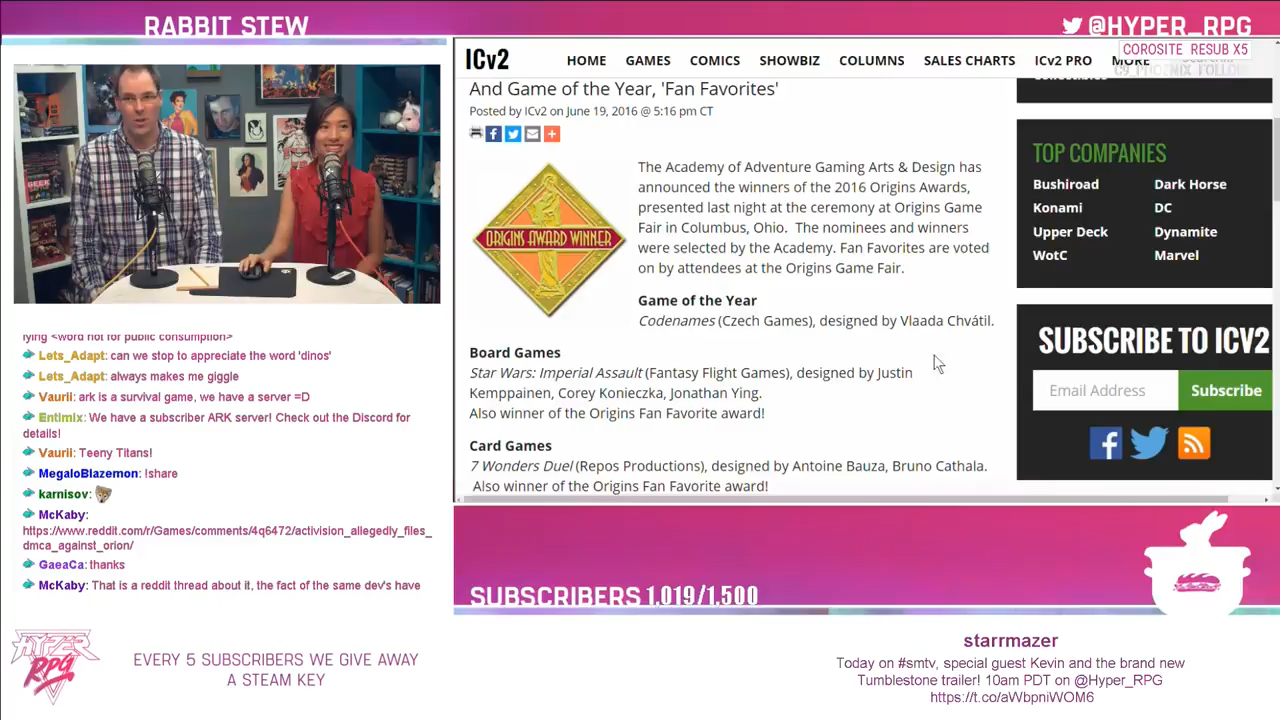 RABBIT STEW
@HYPER_RPG
COROSITE RESUB X5
ICv2
HOME GAMES COMICS SHOWBIZ COLUMNS SALES CHARTS ICv2 PRO MORE
And Game of the Year, 'Fan Favorites'
Posted by ICv2 on June 19, 2016 @ 5:16 pm CT
ORIGINS AWARD WINNER
The Academy of Adventure Gaming Arts & Design has
announced the winners of the 2016 Origins Awards,
presented last night at the ceremony at Origins Game
Fair in Columbus, Ohio. The nominees and winners
were selected by the Academy. Fan Favorites are voted
on by attendees at the Origins Game Fair.
Game of the Year
Codenames (Czech Games), designed by Vlaada Chvátil.
Board Games
Star Wars: Imperial Assault (Fantasy Flight Games), designed by Justin
Kemppainen, Corey Konieczka, Jonathan Ying.
Also winner of the Origins Fan Favorite award!
Card Games
7 Wonders Duel (Repos Productions), designed by Antoine Bauza, Bruno Cathala.
Also winner of the Origins Fan Favorite award!
TOP COMPANIES
Bushiroad Dark Horse
Konami DC
Upper Deck Dynamite
WotC Marvel
SUBSCRIBE TO ICV2
Email Address Subscribe
lying <word not for public consumption>
Lets_Adapt: can we stop to appreciate the word 'dinos'
Lets_Adapt: always makes me giggle
Vauril: ark is a survival game, we have a server =D
Entimix: We have a subscriber ARK server! Check out the Discord for
details!
Vauril: Teeny Titans!
MegaloBlazemon: !share
karnisov:
McKaby:
https://www.reddit.com/r/Games/comments/4q6472/activision_allegedly_files_
dmca_against_orion/
GaeaCa: thanks
McKaby: That is a reddit thread about it, the fact of the same dev's have
SUBSCRIBERS 1,019/1,500
HYPER
RPG
EVERY 5 SUBSCRIBERS WE GIVE AWAY
A STEAM KEY
starrmazer
Today on #smtv, special guest Kevin and the brand new
Tumblestone trailer! 10am PDT on @Hyper_RPG
https://t.co/aWbpniWOM6